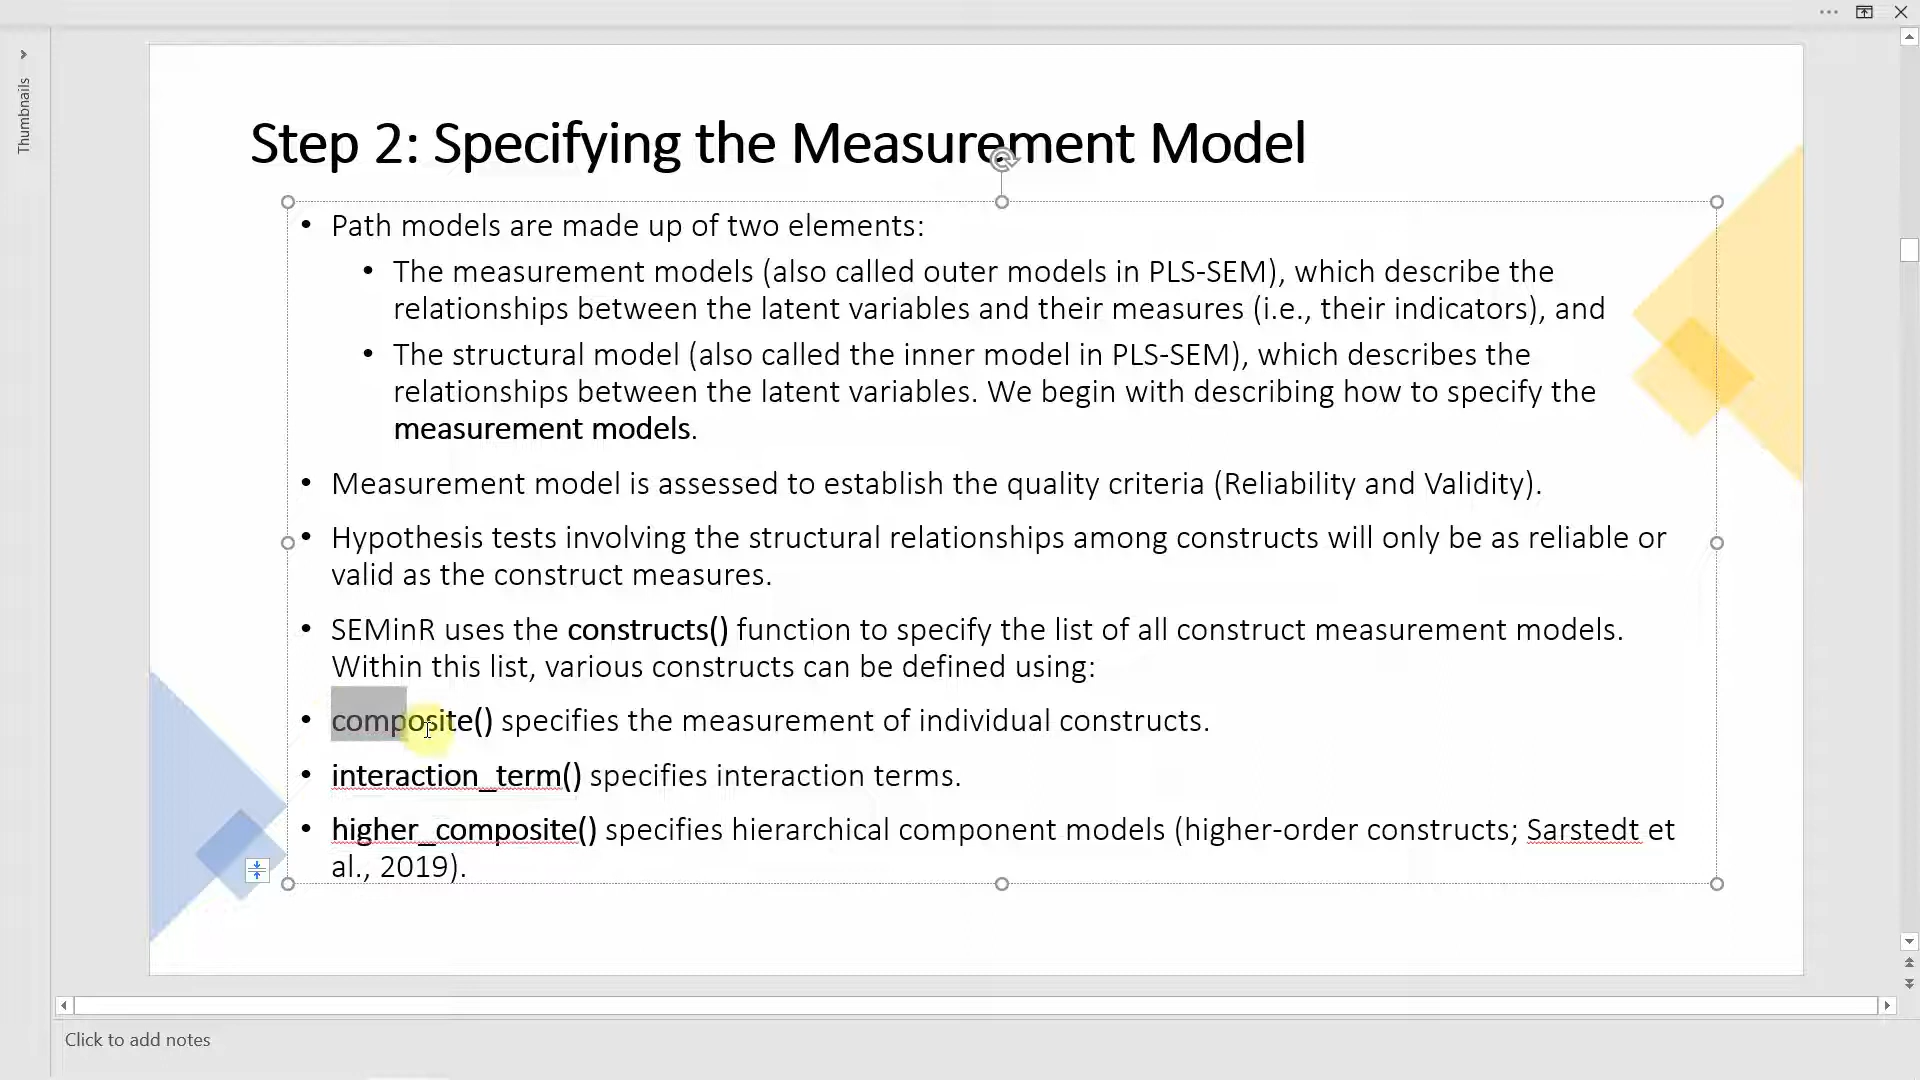 Thumbnails
Step 2: Specifying the Measurement Model
• Path models are made up of two elements:
• The measurement models (also called outer models in PLS-SEM), which describe the
relationships between the latent variables and their measures (i.e., their indicators), and
• The structural model (also called the inner model in PLS-SEM), which describes the
relationships between the latent variables. We begin with describing how to specify the
measurement models.
• Measurement model is assessed to establish the quality criteria (Reliability and Validity).
• Hypothesis tests involving the structural relationships among constructs will only be as reliable or
valid as the construct measures.
• SEMinR uses the constructs() function to specify the list of all construct measurement models.
Within this list, various constructs can be defined using:
• composite() specifies the measurement of individual constructs.
• interaction_term() specifies interaction terms.
• higher_composite() specifies hierarchical component models (higher-order constructs; Sarstedt et
al., 2019).
Click to add notes